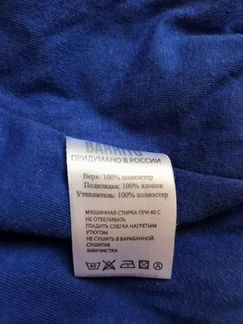 BARKITO
ПРИДУМАНО В РОССИИ
Верх: 100% полиэстер
Подкладка: 100% хлопок
Утеплитель: 100% полиэстер
МАШИННАЯ СТИРКА ПРИ 40 С
НЕ ОТБЕЛИВАТЬ
ГЛАДИТЬ СЛЕГКА НАГРЕТЫМ
УТЮГОМ
НЕ СУШИТЬ В БАРАБАННОЙ
СУШИЛКЕ
ХИМЧИСТКА